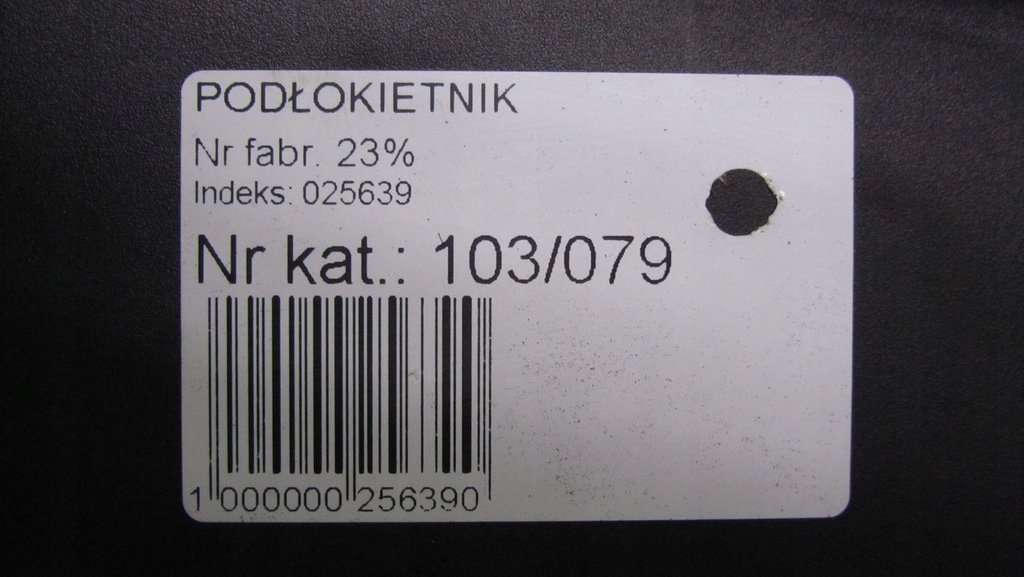 PODŁOKIETNIK
Nr fabr. 23%
Indeks: 025639
Nr kat.: 103/079
1 000000 256390